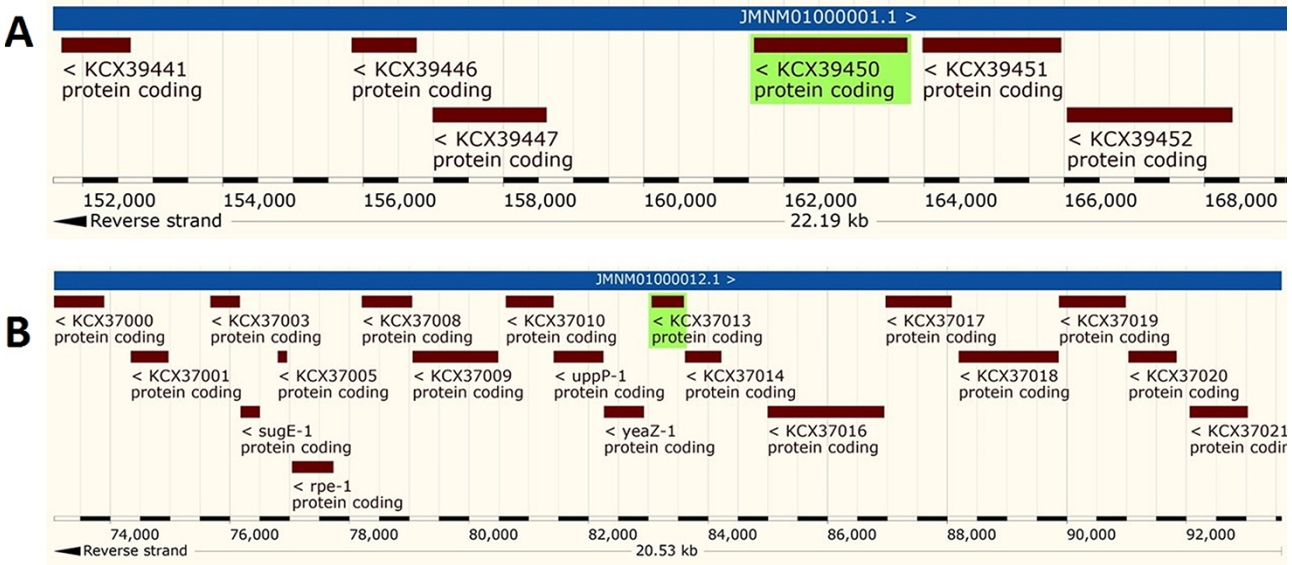 A
JMNM01000001.1 >
< KCX39441
protein coding
< KCX39446
protein coding
< KCX39450
protein coding
< KCX39451
protein coding
< KCX39447
protein coding
< KCX39452
protein coding
152,000 154,000 156,000 158,000 160,000 162,000 164,000 166,000 168,000
Reverse strand 22.19 kb
B
JMNM01000012.1 >
< KCX37000
protein coding
< KCX37003
protein coding
< KCX37008
protein coding
< KCX37010
protein coding
< KCX37013
protein coding
< KCX37017
protein coding
< KCX37019
protein coding
< KCX37001
protein coding
< KCX37005
protein coding
< KCX37009
protein coding
< uppP-1
protein coding
< KCX37014
protein coding
< KCX37018
protein coding
< KCX37020
protein coding
< sugE-1
protein coding
< yeaZ-1
protein coding
< KCX37016
protein coding
< KCX37021
protein codin
< rpe-1
protein coding
74,000 76,000 78,000 80,000 82,000 84,000 86,000 88,000 90,000 92,000
Reverse strand 20.53 kb